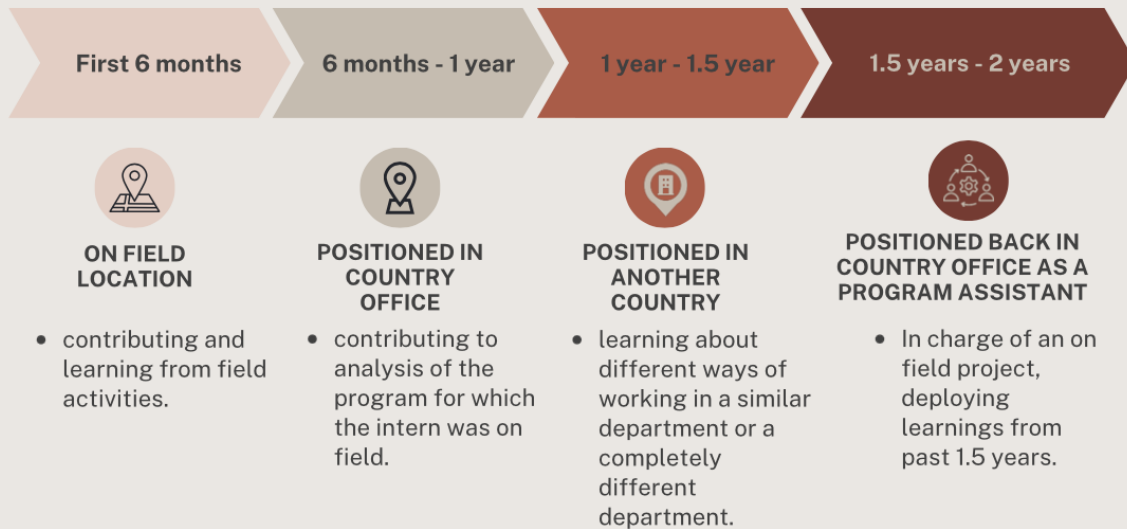 First 6 months
6 months - 1 year
1 year - 1.5 year
1.5 years - 2 years
ON FIELD
LOCATION
• contributing and
learning from field
activities.
POSITIONED IN
COUNTRY
OFFICE
• contributing to
analysis of the
program for which
the intern was on
field.
POSITIONED IN
ANOTHER
COUNTRY
• learning about
different ways of
working in a similar
department or a
completely
different
department.
POSITIONED BACK IN
COUNTRY OFFICE AS A
PROGRAM ASSISTANT
• In charge of an on
field project,
deploying
learnings from
past 1.5 years.